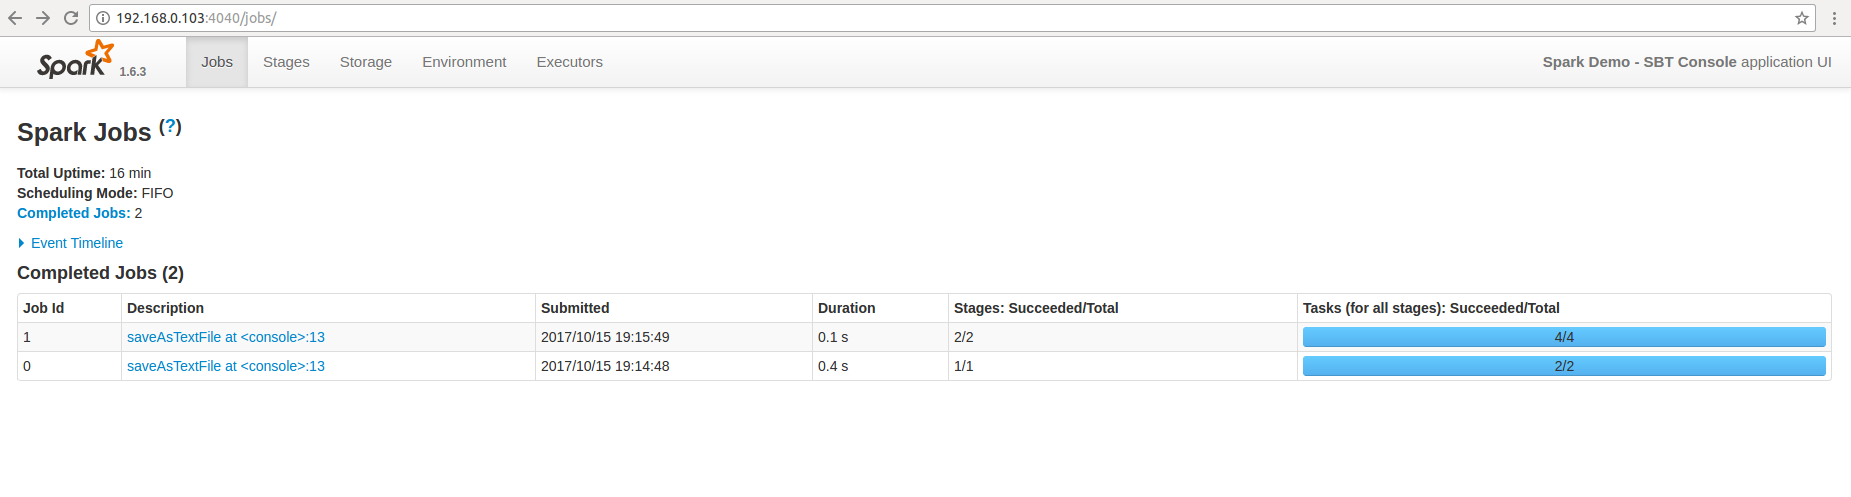 192.168.0.103:4040/jobs/
Spark 1.6.3 Jobs Stages Storage Environment Executors Spark Demo - SBT Console application UI
Spark Jobs (?)
Total Uptime: 16 min
Scheduling Mode: FIFO
Completed Jobs: 2
Event Timeline
Completed Jobs (2)
Job Id Description Submitted Duration Stages: Succeeded/Total Tasks (for all stages): Succeeded/Total
1 saveAsTextFile at <console>:13 2017/10/15 19:15:49 0.1 s 2/2 4/4
0 saveAsTextFile at <console>:13 2017/10/15 19:14:48 0.4 s 1/1 2/2